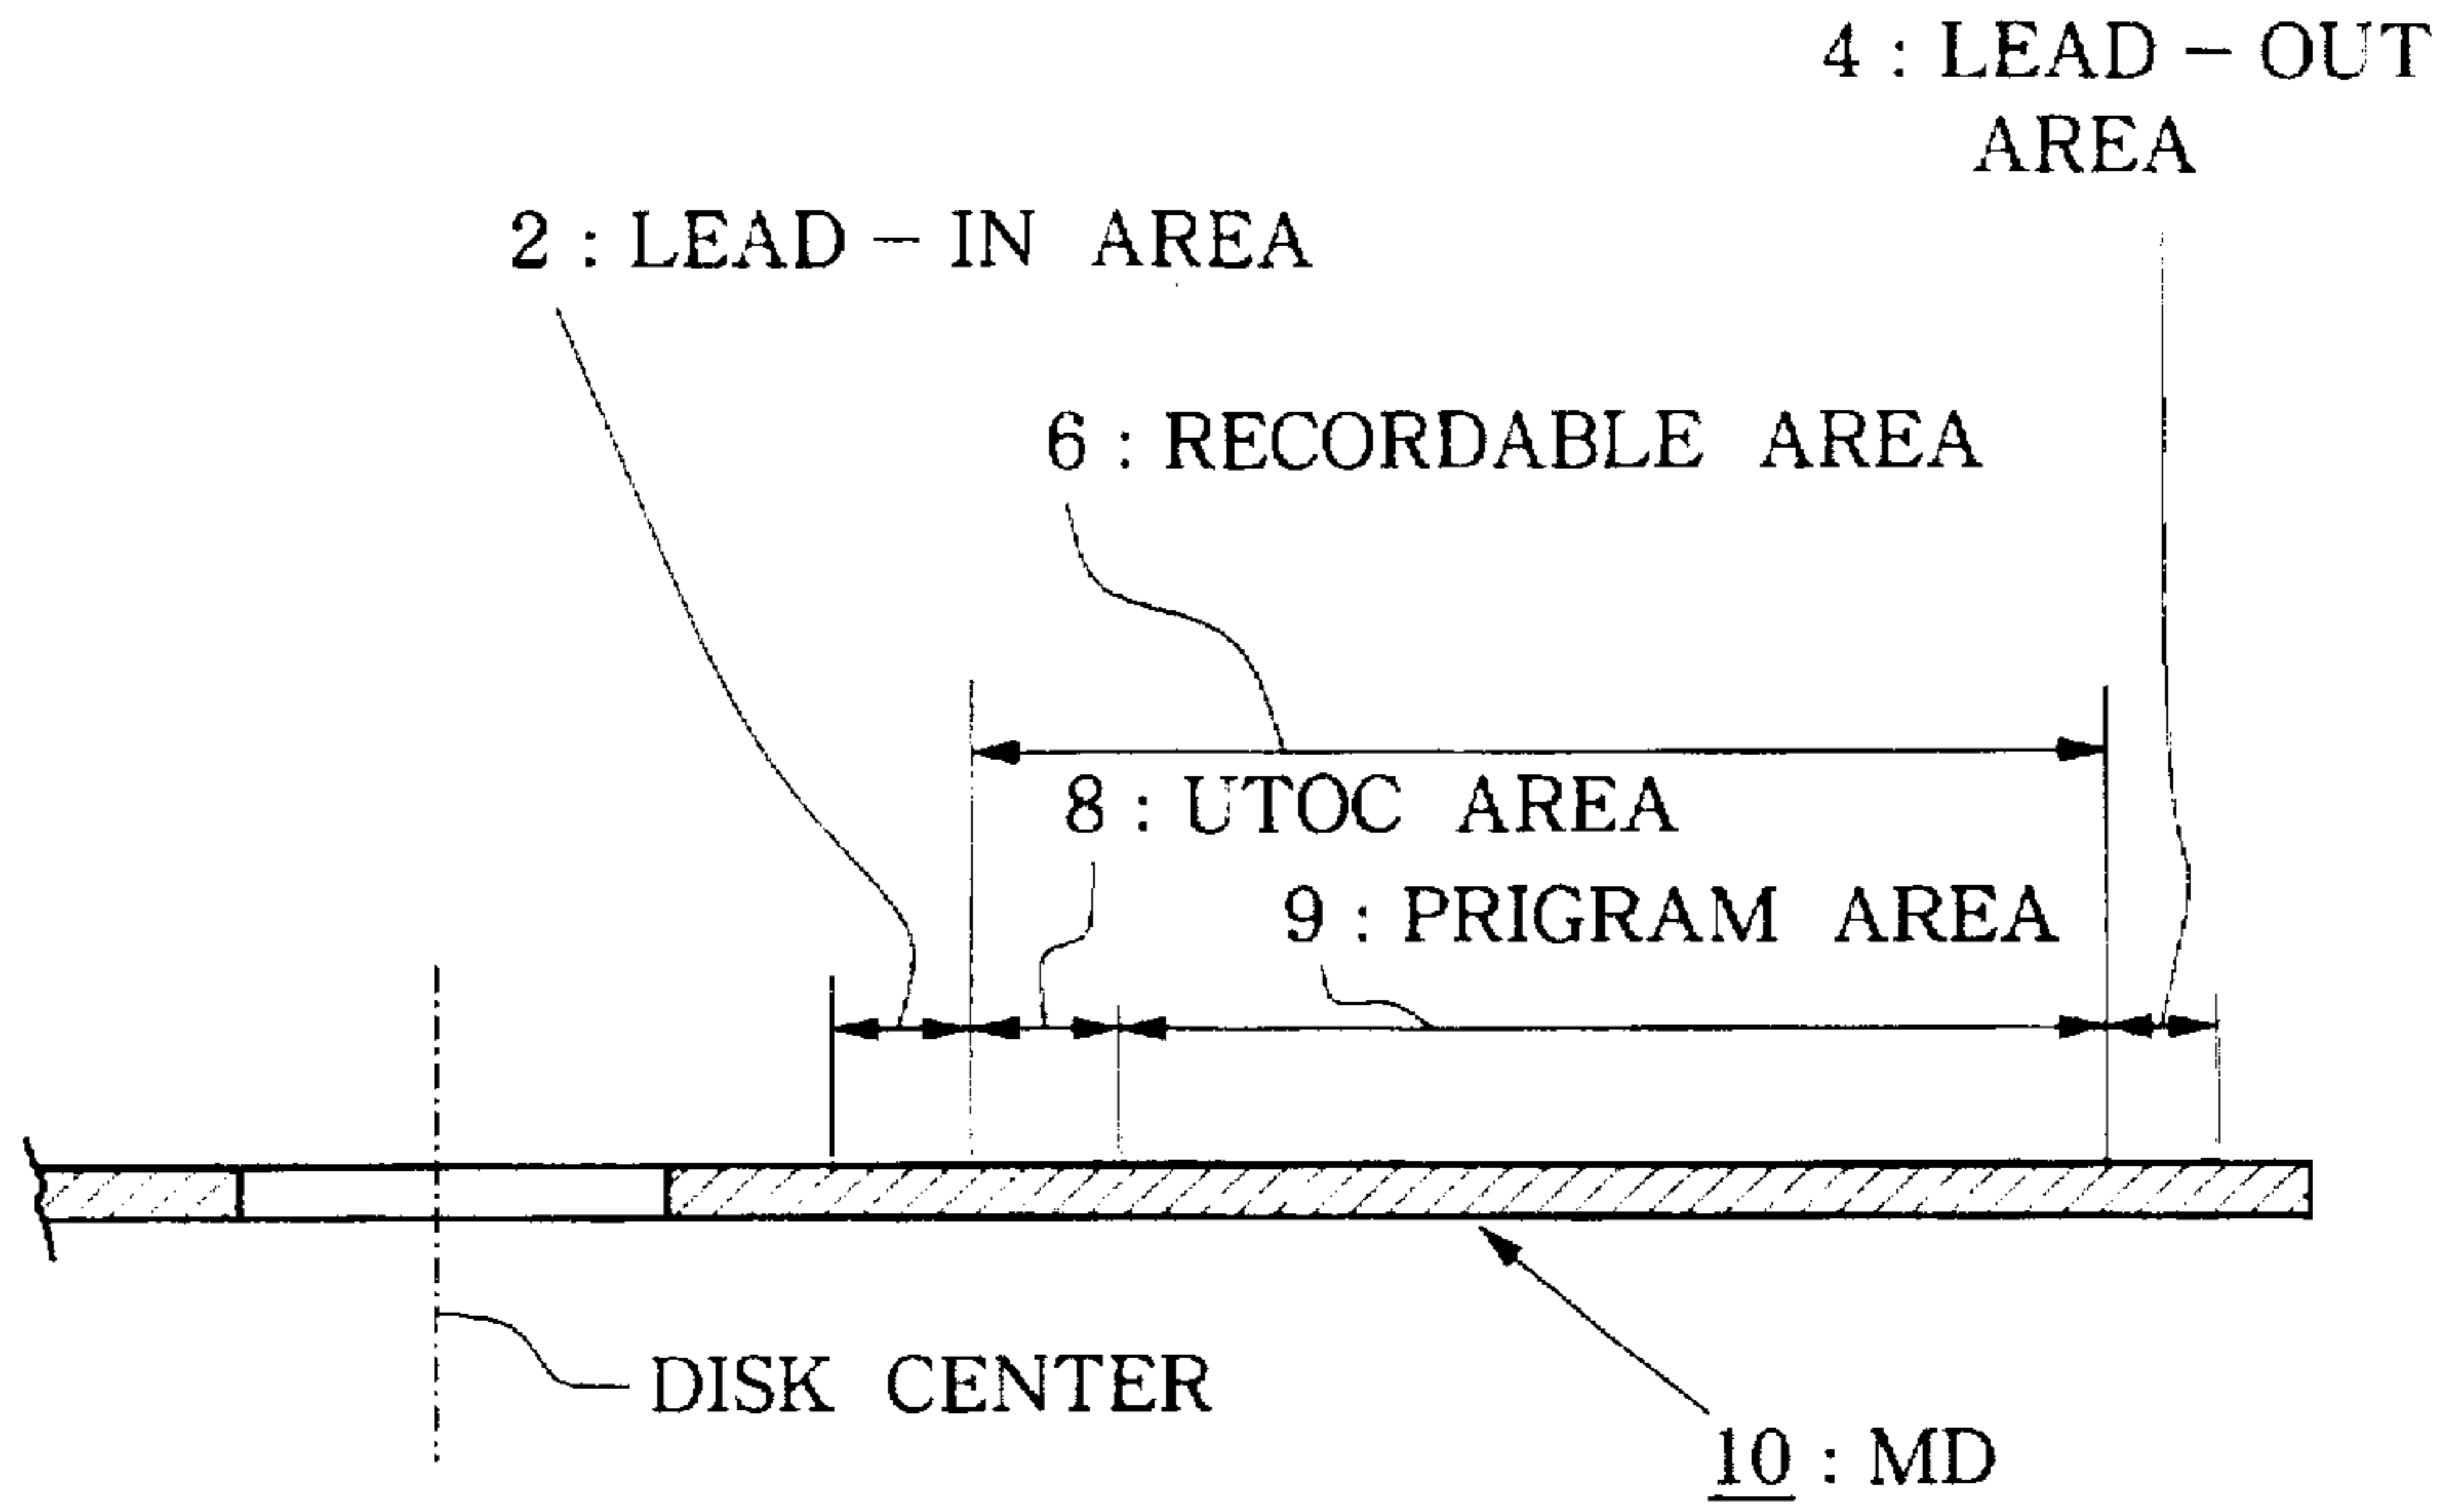 4 : LEAD - OUT
AREA
2 : LEAD - IN AREA
6 : RECORDABLE AREA
8 : UTOC AREA
9 : PRIGRAM AREA
DISK CENTER
10 : MD